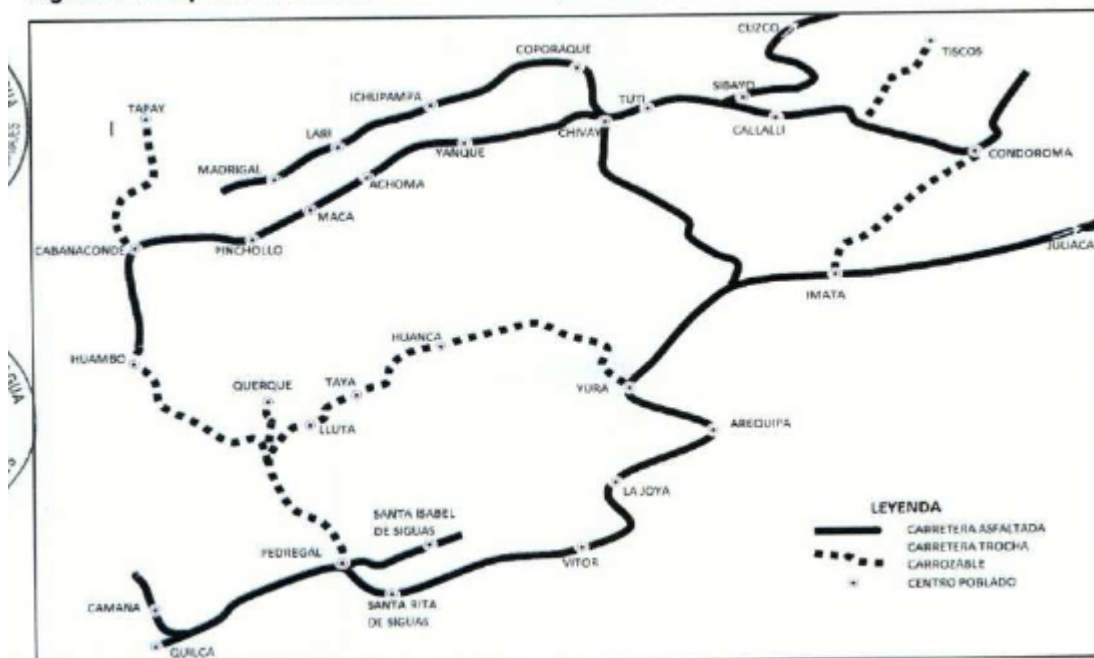 CUZCO
COPORAQUE
TISCOS
ICHUPAMPA
SIBAYO
TUTI
TAPAY
LARI
CHIVAY
CALLALLI
YANQUE
CONDOROMA
MADRIGAL
ACHOMA
MACA
CABANACONDE
PINCHOLLO
JULIACA
IMATA
HUANCA
HUAMBO
TAYA
QUERQUE
YURA
LLUTA
AREQUIPA
LA JOYA
LEYENDA
CARRETERA ASFALTADA
CARRETERA TROCHA
CARROZABLE
CENTRO POBLADO
SANTA ISABEL
DE SIGUAS
PEDREGAL
VITOR
CAMANA
SANTA RITA
DE SIGUAS
QUILCA